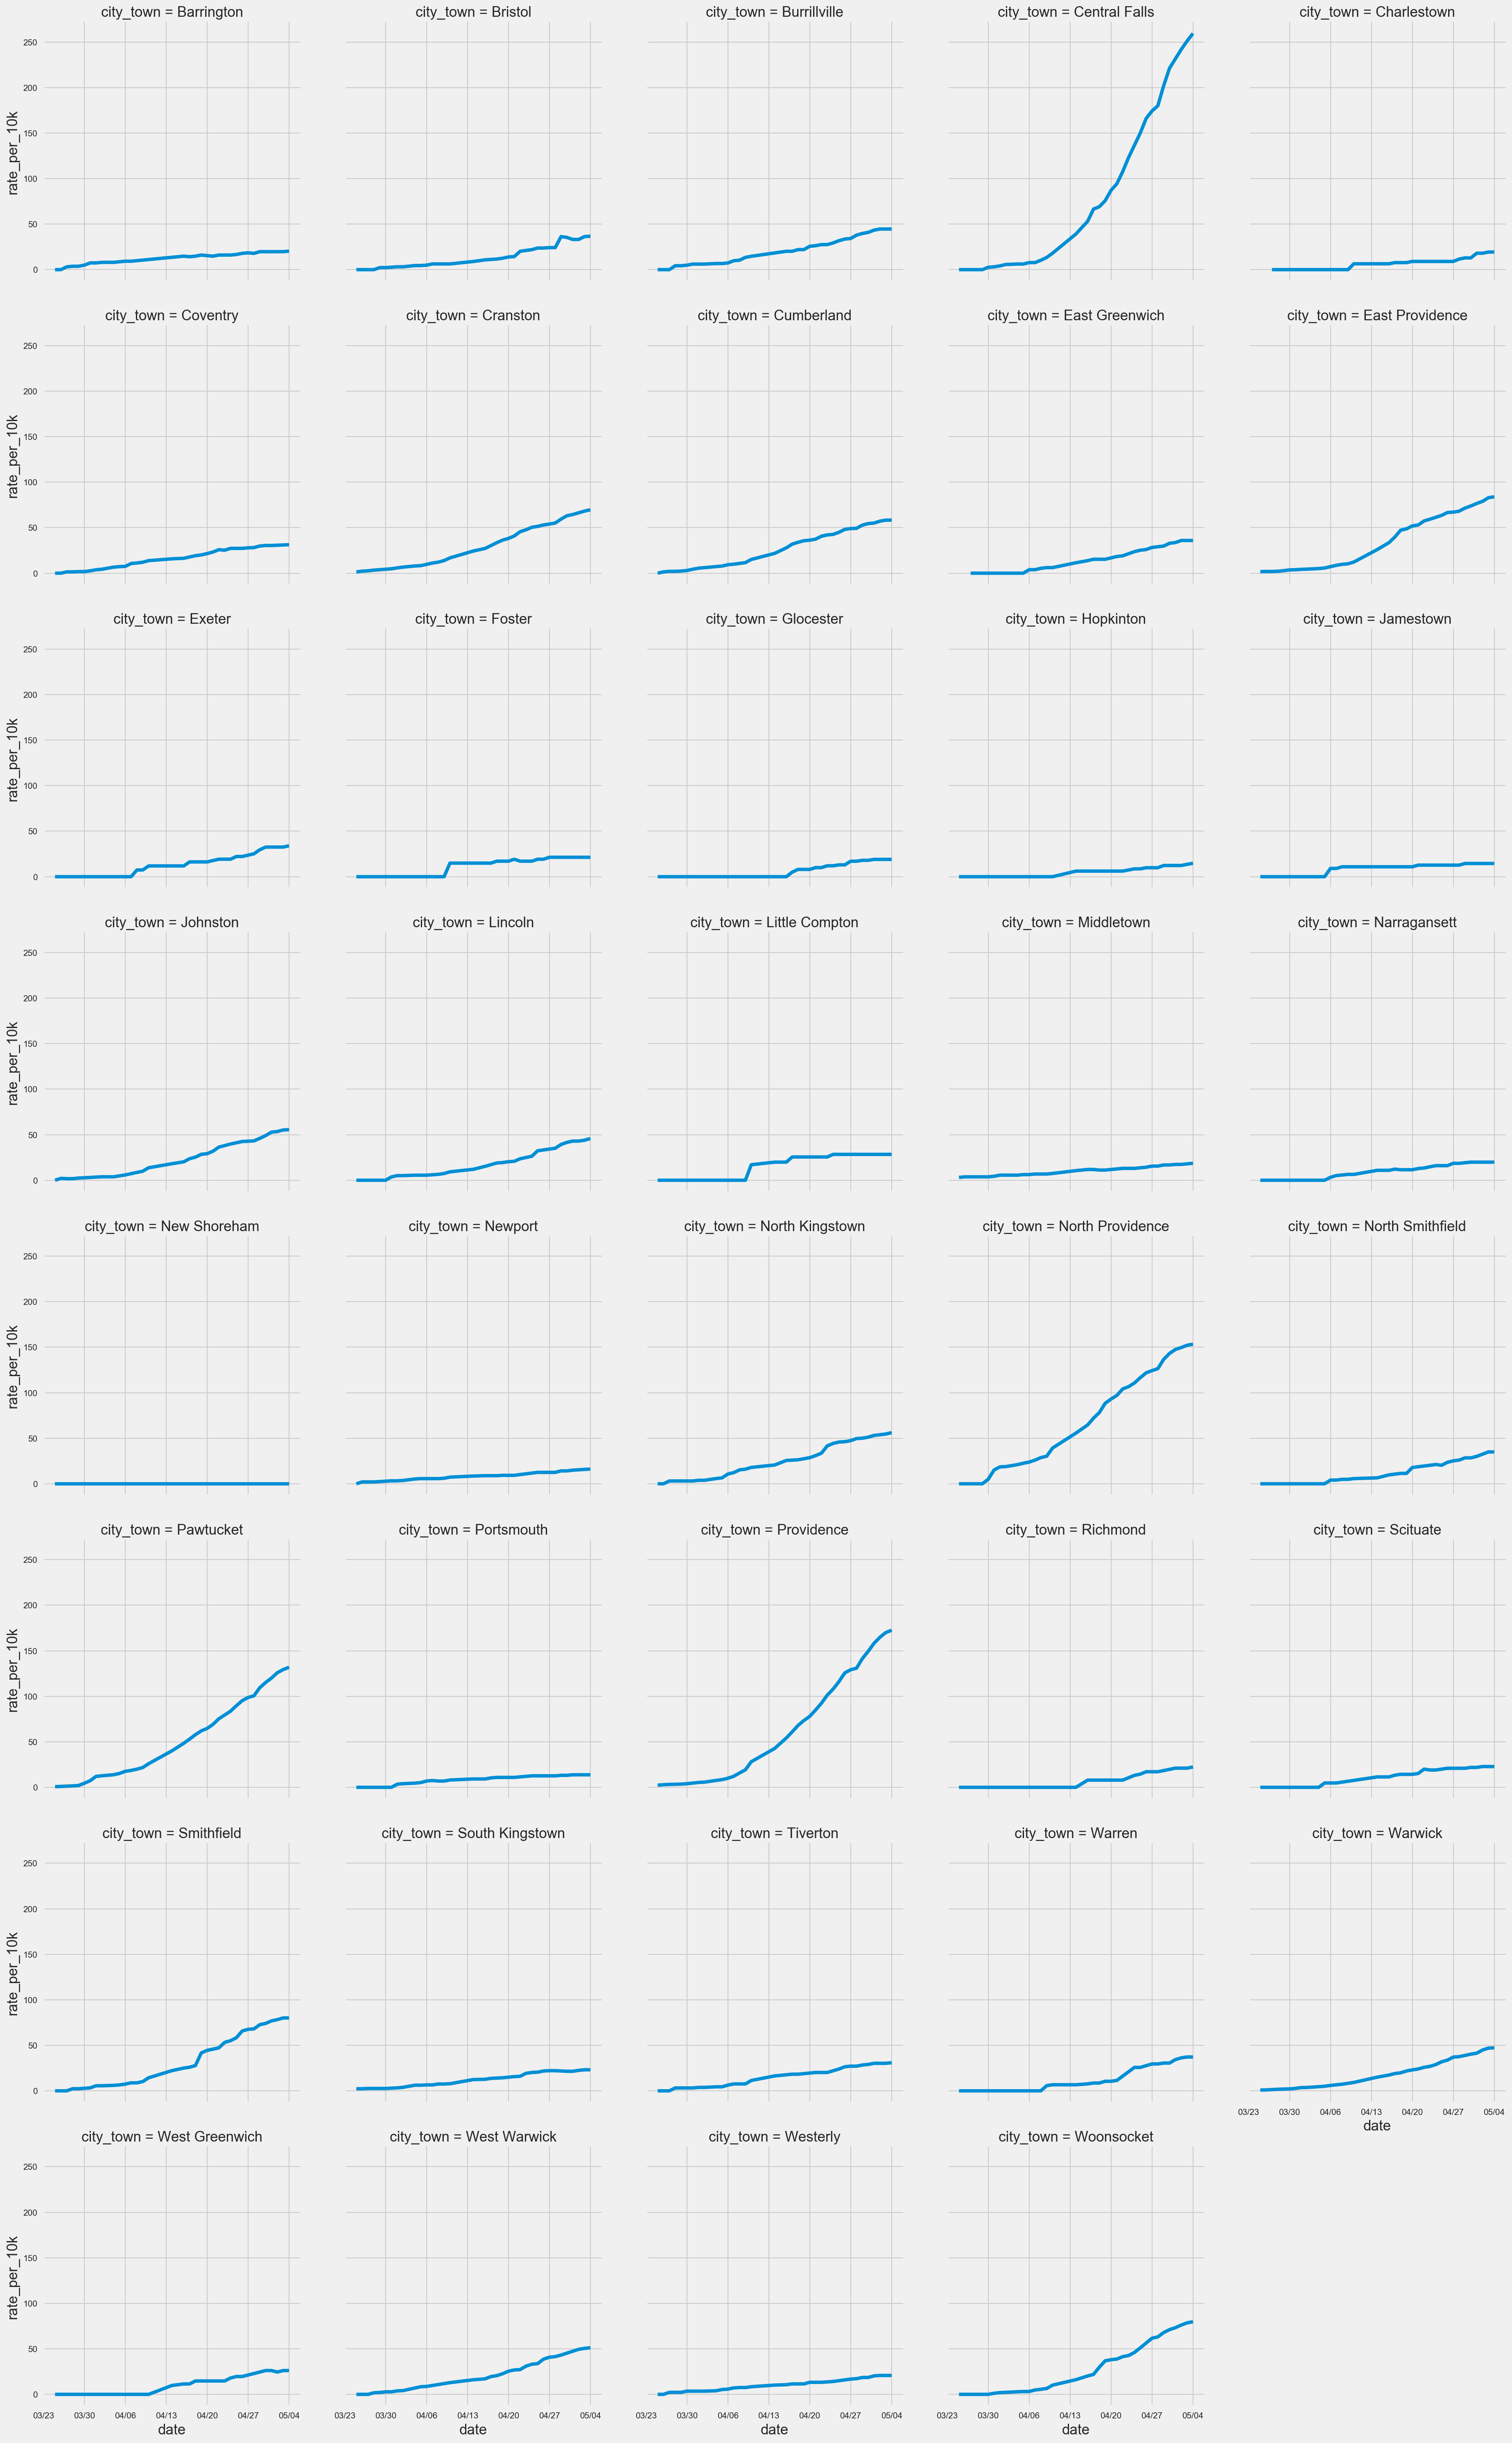 city_town = Barrington
city_town = Bristol
city_town = Burrillville
city_town = Central Falls
city_town = Charlestown
250
200
150
100
50
0
rate_per_10k
city_town = Coventry
city_town = Cranston
city_town = Cumberland
city_town = East Greenwich
city_town = East Providence
250
200
150
100
50
0
rate_per_10k
city_town = Exeter
city_town = Foster
city_town = Glocester
city_town = Hopkinton
city_town = Jamestown
250
200
150
100
50
0
rate_per_10k
city_town = Johnston
city_town = Lincoln
city_town = Little Compton
city_town = Middletown
city_town = Narragansett
250
200
150
100
50
0
rate_per_10k
city_town = New Shoreham
city_town = Newport
city_town = North Kingstown
city_town = North Providence
city_town = North Smithfield
250
200
150
100
50
0
rate_per_10k
city_town = Pawtucket
city_town = Portsmouth
city_town = Providence
city_town = Richmond
city_town = Scituate
250
200
150
100
50
0
rate_per_10k
city_town = Smithfield
city_town = South Kingstown
city_town = Tiverton
city_town = Warren
city_town = Warwick
250
200
150
100
50
0
rate_per_10k
03/23 03/30 04/06 04/13 04/20 04/27 05/04
date
city_town = West Greenwich
city_town = West Warwick
city_town = Westerly
city_town = Woonsocket
250
200
150
100
50
0
rate_per_10k
03/23 03/30 04/06 04/13 04/20 04/27 05/04
date
03/23 03/30 04/06 04/13 04/20 04/27 05/04
date
03/23 03/30 04/06 04/13 04/20 04/27 05/04
date
03/23 03/30 04/06 04/13 04/20 04/27 05/04
date